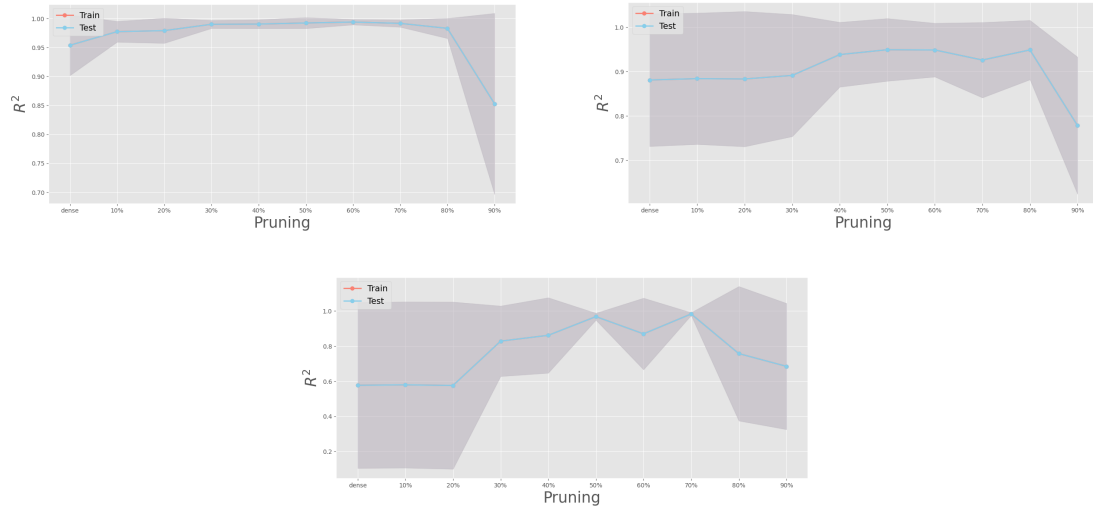 1.00
0.95
0.90
0.85
0.80
0.75
0.70
R²
Train
Test
dense 10% 20% 30% 40% 50% 60% 70% 80% 90%
Pruning
1.0
0.9
0.8
0.7
R²
Train
Test
dense 10% 20% 30% 40% 50% 60% 70% 80% 90%
Pruning
1.0
0.8
0.6
0.4
0.2
R²
Train
Test
dense 10% 20% 30% 40% 50% 60% 70% 80% 90%
Pruning